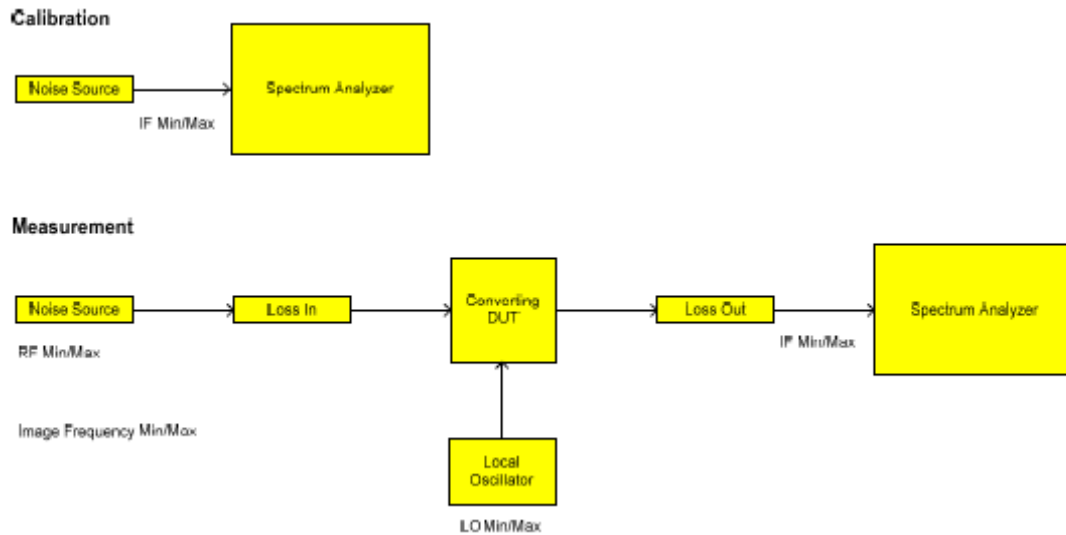 Calibration
Noise Source
Spectrum Analyzer
IF Min/Max
Measurement
Noise Source
Loss In
Converting
DUT
Loss Out
Spectrum Analyzer
RF Min/Max
IF Min/Max
Image Frequency Min/Max
Local
Oscillator
LO Min/Max